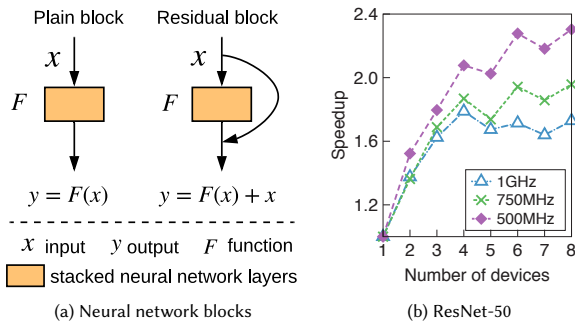 Plain block
Residual block
x
x
F
F
y = F(x)
y = F(x) + x
x input y output F function
stacked neural network layers
(a) Neural network blocks
Speedup
2.4
2.0
1.6
1.2
1GHz
750MHz
500MHz
1 2 3 4 5 6 7 8
Number of devices
(b) ResNet-50